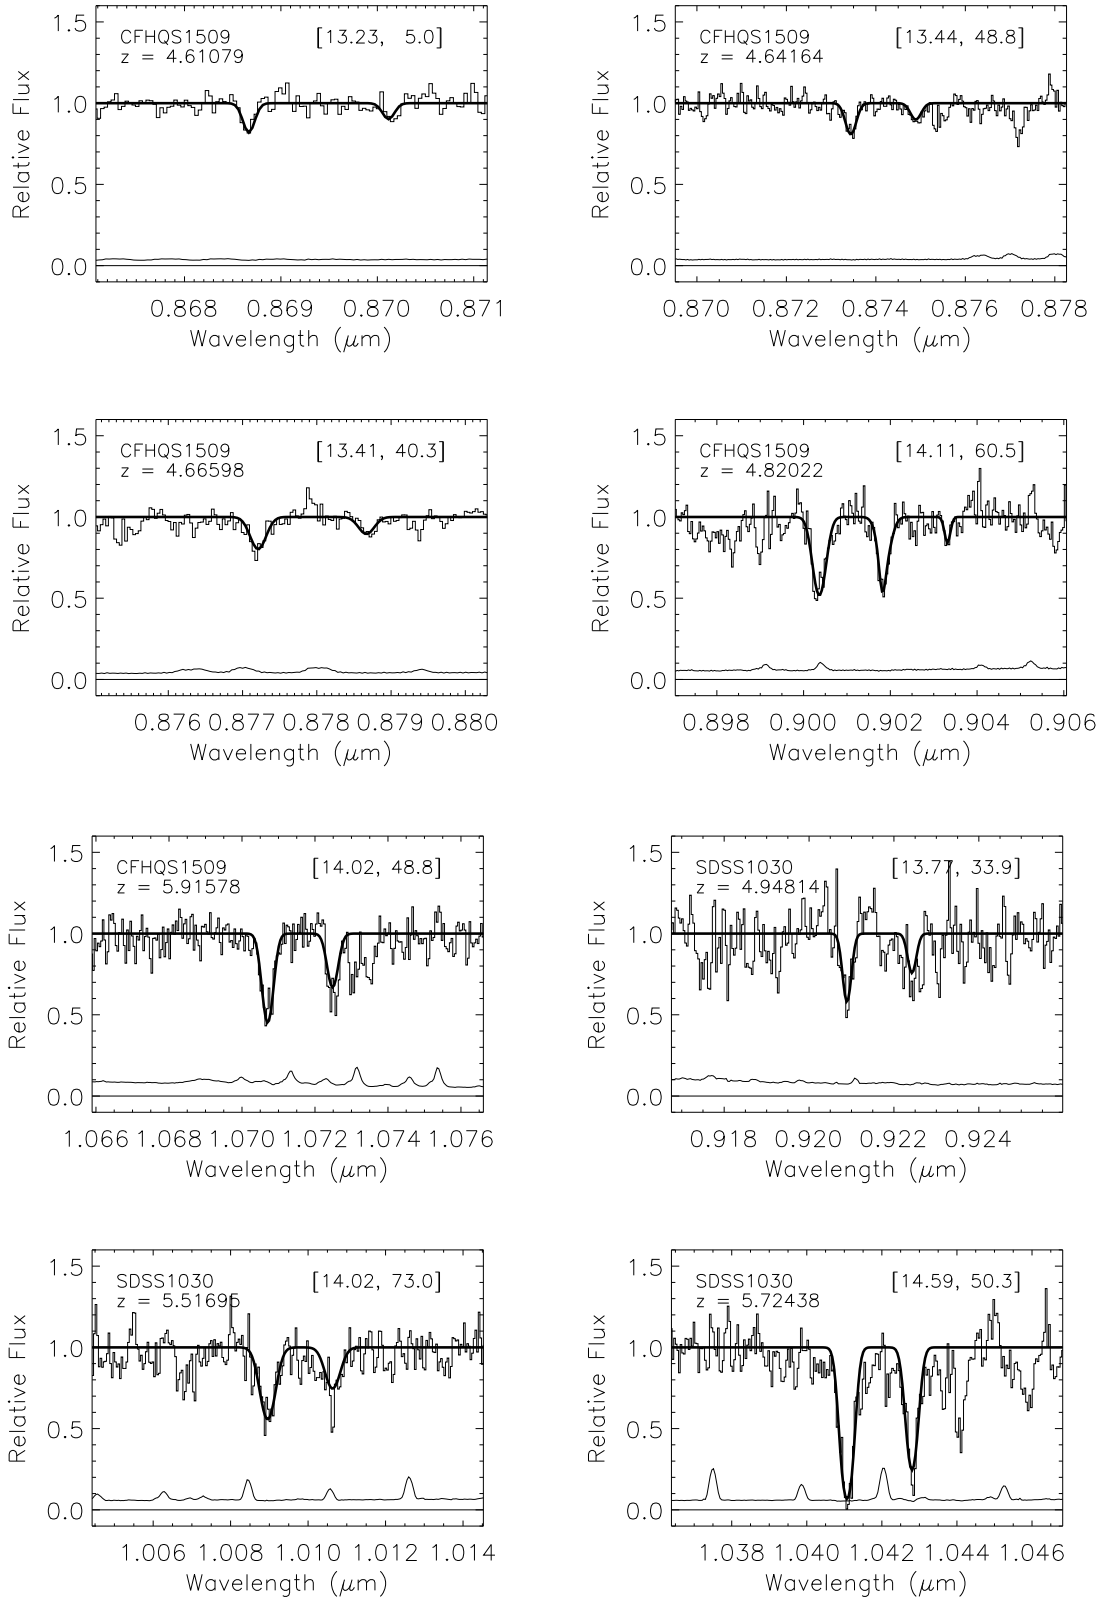 1.5
CFHQS1509 [13.23, 5.0]
z = 4.61079
1.0
0.5
0.0
Relative Flux
0.868 0.869 0.870 0.871
Wavelength (μm)
1.5
CFHQS1509 [13.44, 48.8]
z = 4.64164
1.0
0.5
0.0
Relative Flux
0.870 0.872 0.874 0.876 0.878
Wavelength (μm)
1.5
CFHQS1509 [13.41, 40.3]
z = 4.66598
1.0
0.5
0.0
Relative Flux
0.876 0.877 0.878 0.879 0.880
Wavelength (μm)
1.5
CFHQS1509 [14.11, 60.5]
z = 4.82022
1.0
0.5
0.0
Relative Flux
0.898 0.900 0.902 0.904 0.906
Wavelength (μm)
1.5
CFHQS1509 [14.02, 48.8]
z = 5.91578
1.0
0.5
0.0
Relative Flux
1.066 1.068 1.070 1.072 1.074 1.076
Wavelength (μm)
1.5
SDSS1030 [13.77, 33.9]
z = 4.94814
1.0
0.5
0.0
Relative Flux
0.918 0.920 0.922 0.924
Wavelength (μm)
1.5
SDSS1030 [14.02, 73.0]
z = 5.51695
1.0
0.5
0.0
Relative Flux
1.006 1.008 1.010 1.012 1.014
Wavelength (μm)
1.5
SDSS1030 [14.59, 50.3]
z = 5.72438
1.0
0.5
0.0
Relative Flux
1.038 1.040 1.042 1.044 1.046
Wavelength (μm)